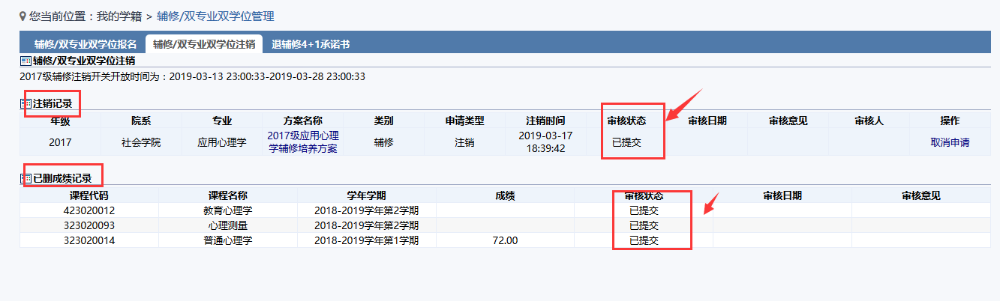 您当前位置：我的学籍 > 辅修/双专业双学位管理
辅修/双专业双学位报名 辅修/双专业双学位注销 退辅修4+1承诺书
辅修/双专业双学位注销
2017级辅修注销开关开放时间为：2019-03-13 23:00:33-2019-03-28 23:00:33
注销记录
年级 院系 专业 方案名称 类别 申请类型 注销时间 审核状态 审核日期 审核意见 审核人 操作
2017 社会学院 应用心理学 2017级应用心理学辅修培养方案 辅修 注销 2019-03-17 18:39:42 已提交 取消申请
已删成绩记录
课程代码 课程名称 学年学期 成绩 审核状态 审核日期 审核意见
423020012 教育心理学 2018-2019学年第2学期 已提交
323020093 心理测量 2018-2019学年第2学期 已提交
323020014 普通心理学 2018-2019学年第1学期 72.00 已提交